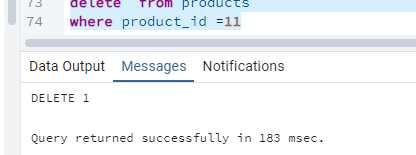 73 delete  from products
74 where product_id =11
Data Output Messages Notifications
DELETE 1
Query returned successfully in 183 msec.